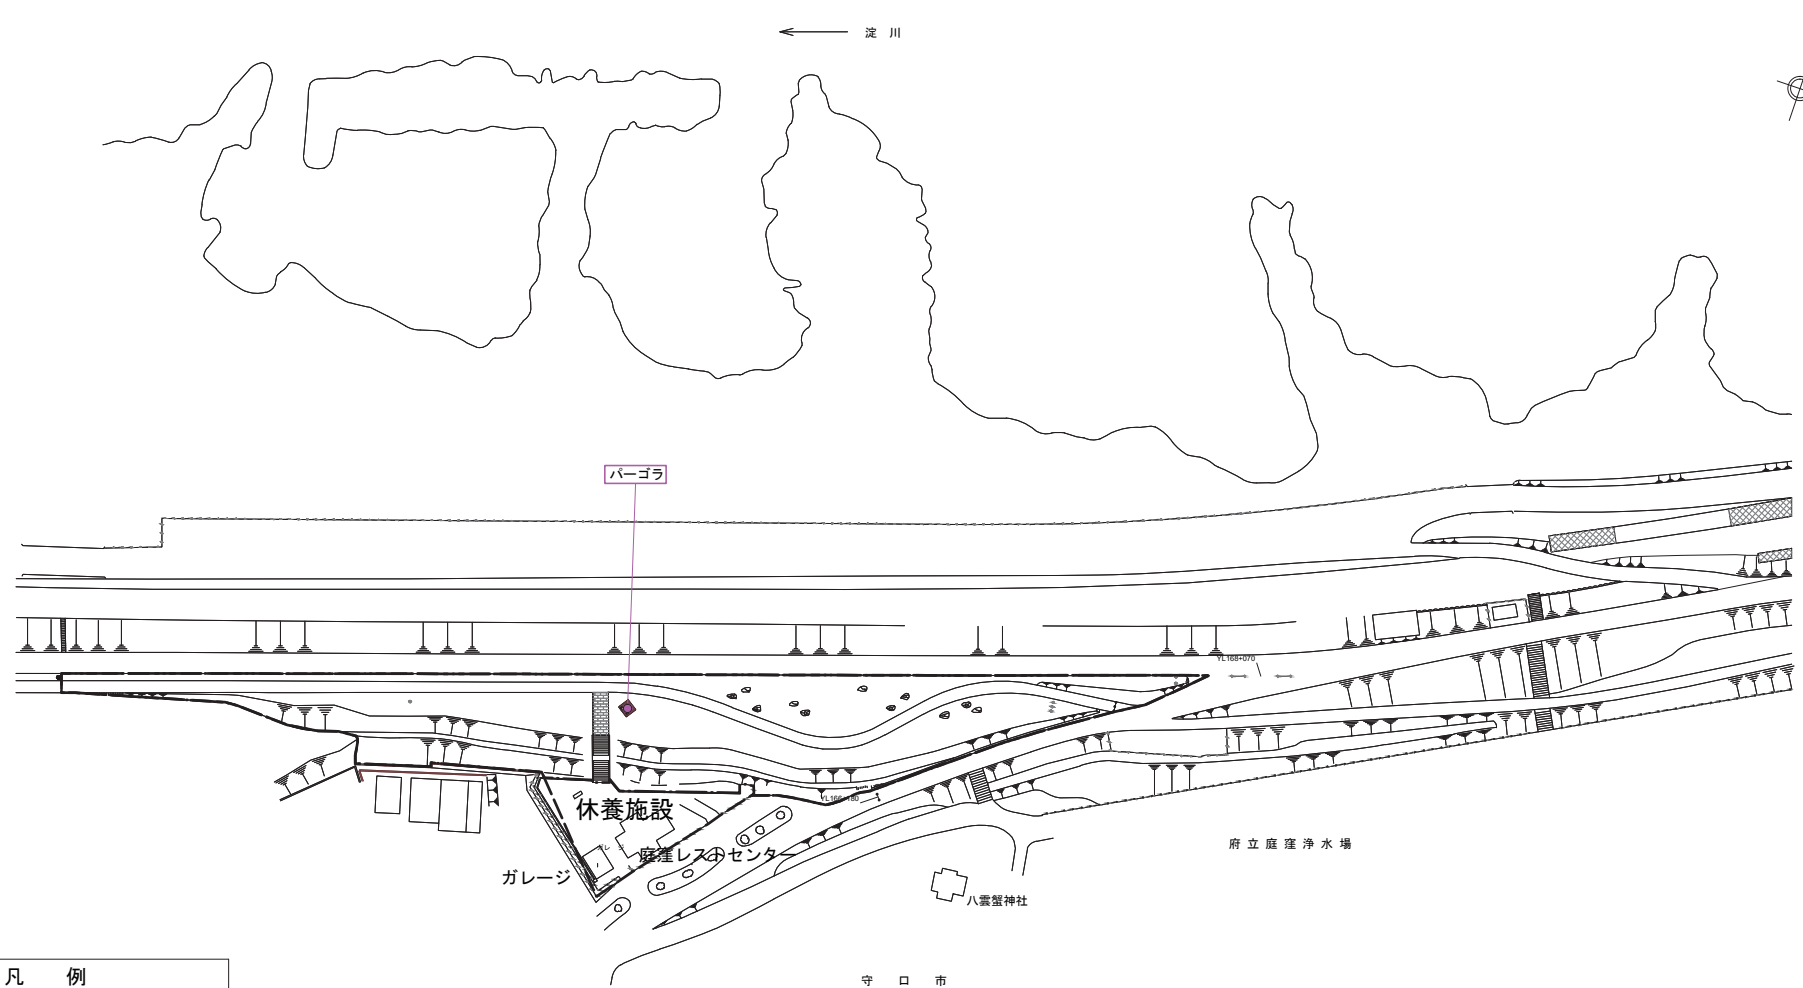 淀川
パーゴラ
YL168+070
休養施設
庭窪レストセンター
ガレージ
府立庭窪浄水場
八雲蟹神社
凡例
守口市